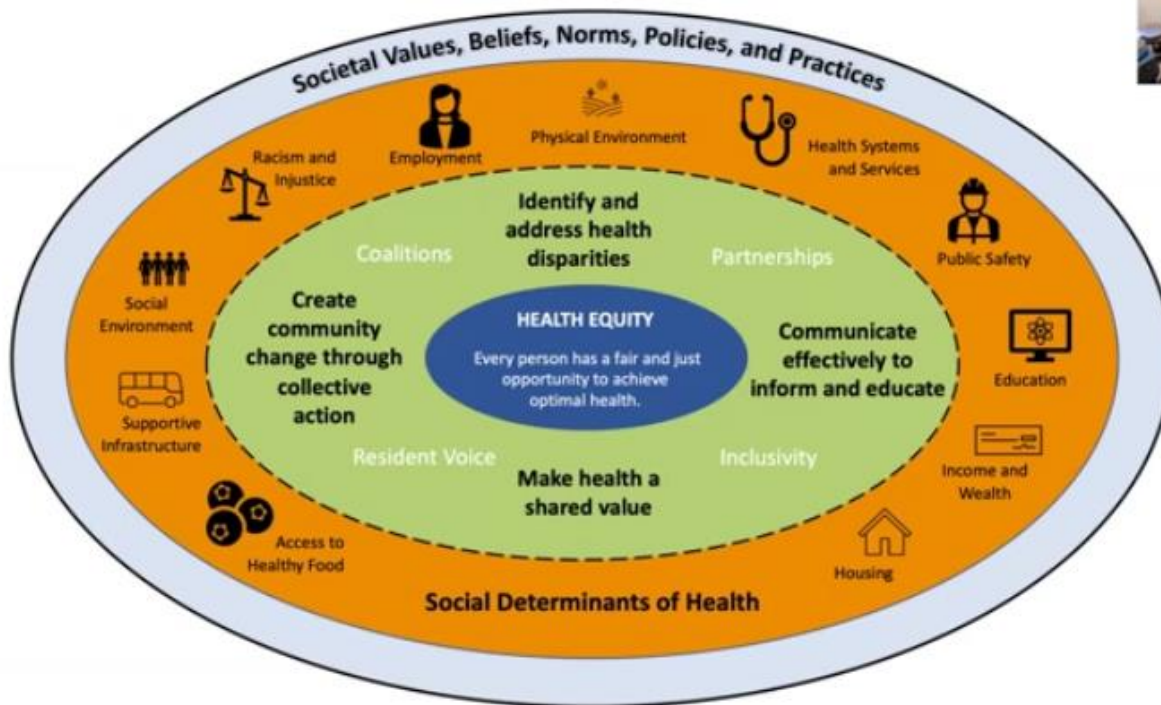 Societal Values, Beliefs, Norms, Policies, and Practices
Physical Environment
Employment
Racism and
Injustice
Health Systems
and Services
Identify and
address health
disparities
Coalitions
Partnerships
Public Safety
Social
Environment
Create
community
change through
collective
action
HEALTH EQUITY
Every person has a fair and just
opportunity to achieve
optimal health.
Communicate
effectively to
inform and educate
Education
Supportive
Infrastructure
Resident Voice
Inclusivity
Make health a
shared value
Income and
Wealth
Access to
Healthy Food
Housing
Social Determinants of Health